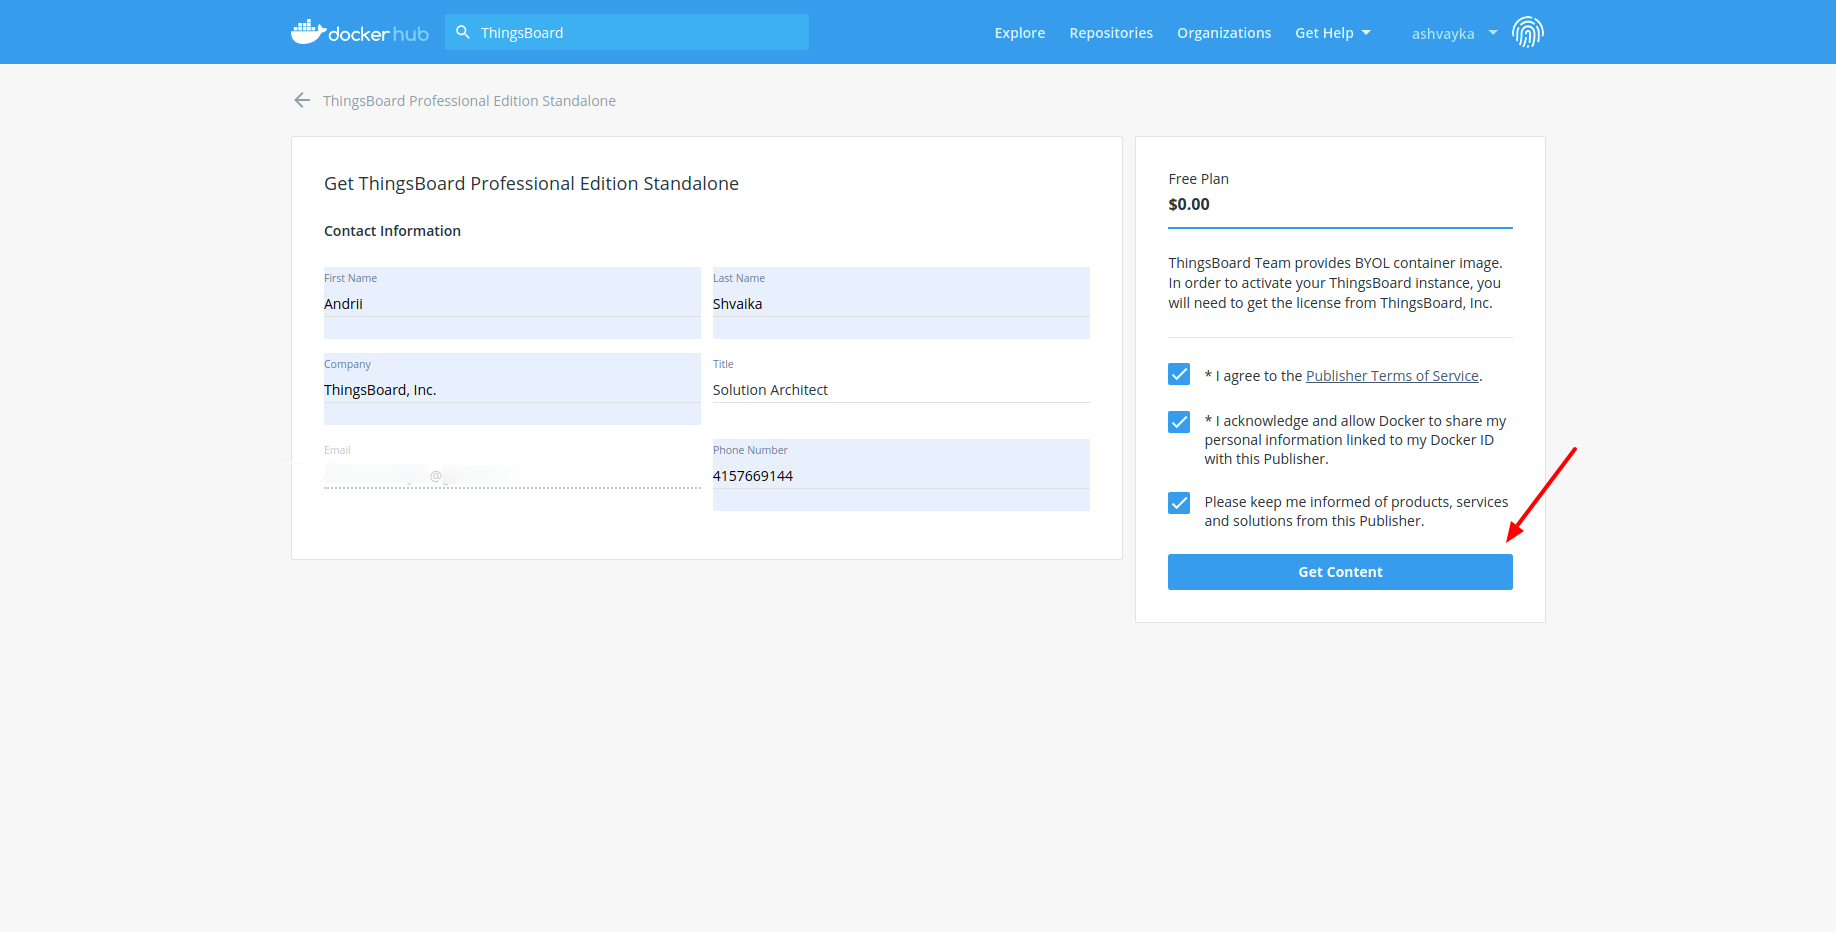 docker hub
ThingsBoard
Explore Repositories Organizations Get Help ashvayka
ThingsBoard Professional Edition Standalone
Get ThingsBoard Professional Edition Standalone
Contact Information
First Name
Andrii
Last Name
Shvaika
Company
ThingsBoard, Inc.
Title
Solution Architect
Email
@
Phone Number
4157669144
Free Plan
$0.00
ThingsBoard Team provides BYOL container image.
In order to activate your ThingsBoard instance, you
will need to get the license from ThingsBoard, Inc.
* I agree to the Publisher Terms of Service.
* I acknowledge and allow Docker to share my
personal information linked to my Docker ID
with this Publisher.
Please keep me informed of products, services
and solutions from this Publisher.
Get Content